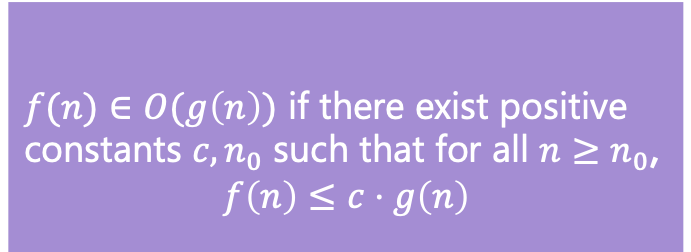 f(n) ∈ O(g(n)) if there exist positive
constants c, n₀ such that for all n ≥ n₀,
f(n) ≤ c · g(n)